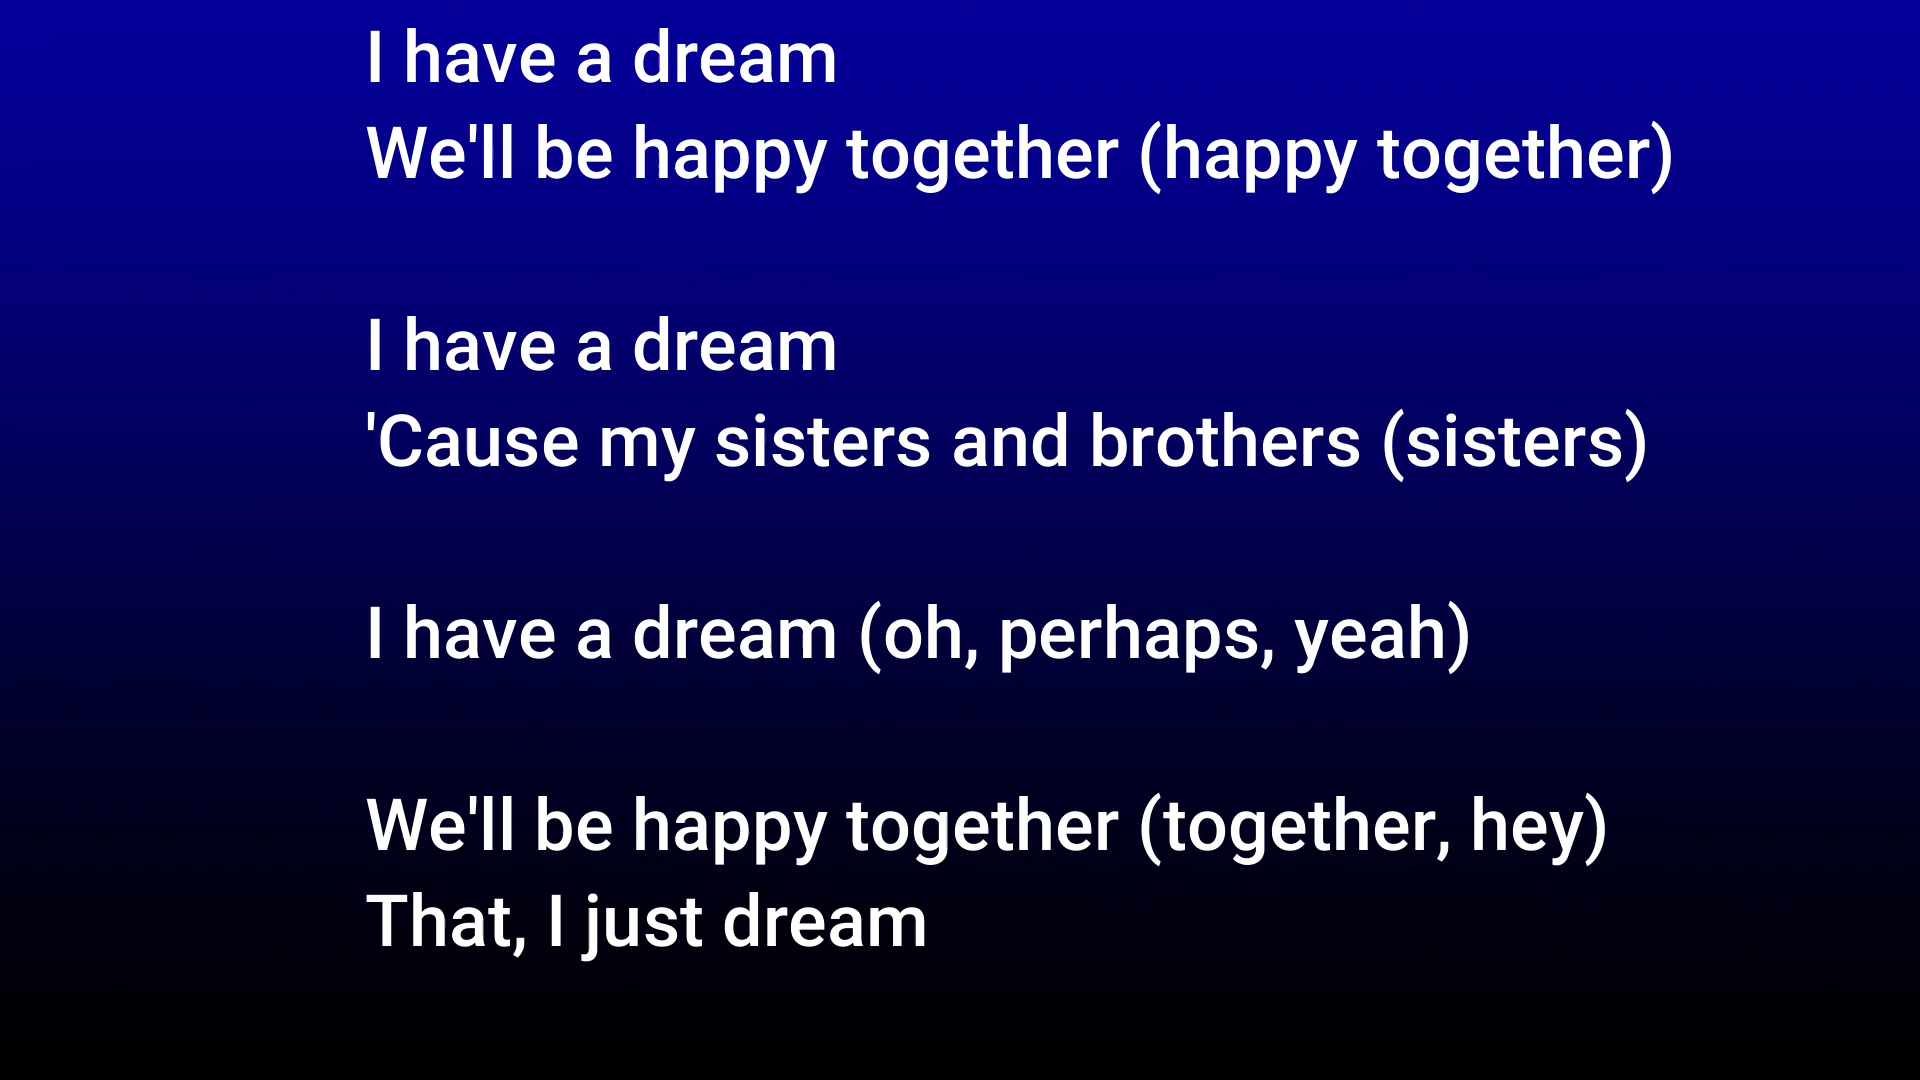 I have a dream
We'll be happy together (happy together)
I have a dream
'Cause my sisters and brothers (sisters)
I have a dream (oh, perhaps, yeah)
We'll be happy together (together, hey)
That, I just dream